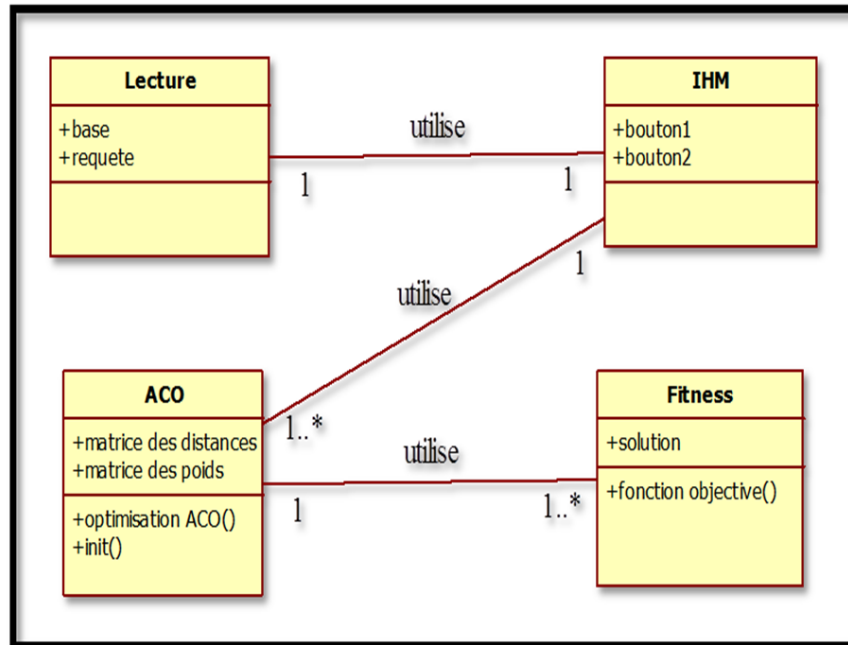 Lecture
+base
+requete
utilise
1
1
IHM
+bouton1
+bouton2
utilise
1
1..*
ACO
+matrice des distances
+matrice des poids
+optimisation ACO()
+init()
utilise
1
1..*
Fitness
+solution
+fonction objective()